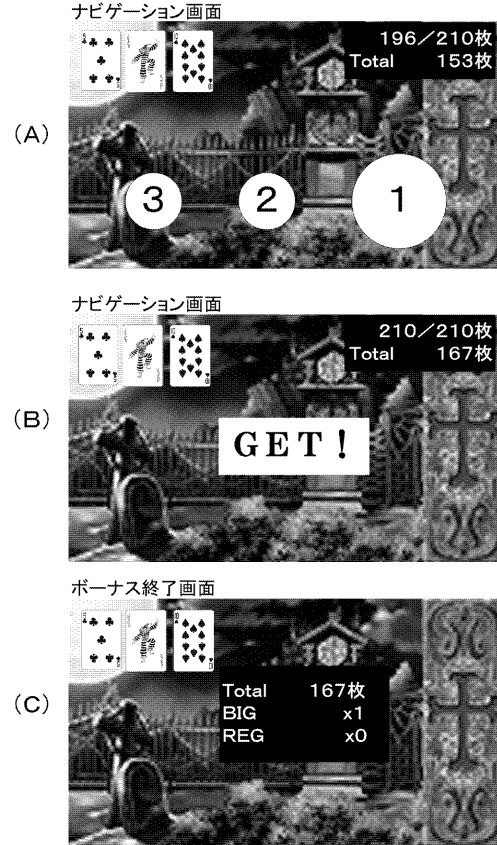 ナビゲーション画面
(A)
196／210枚
Total 153枚
3 2 1
ナビゲーション画面
(B)
210／210枚
Total 167枚
GET！
ボーナス終了画面
(C)
Total 167枚
BIG x1
REG x0